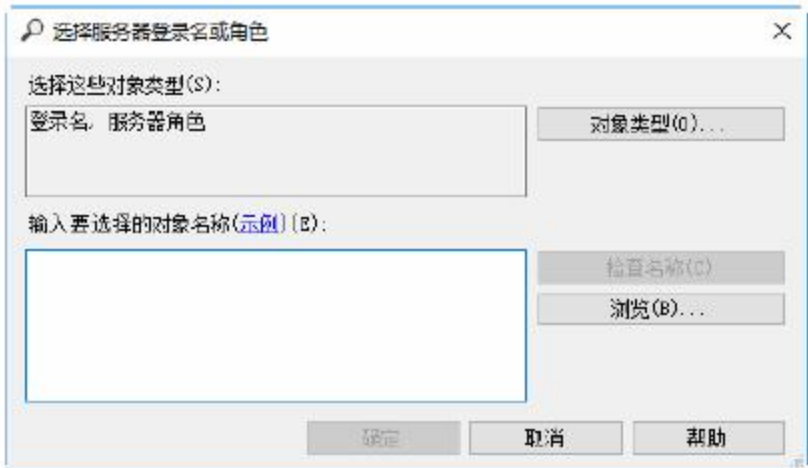 选择服务器登录名或角色
选择这些对象类型(S):
登录名, 服务器角色
对象类型(O)...
输入要选择的对象名称(示例)(E):
检查名称(C)
浏览(B)...
确定
取消
帮助